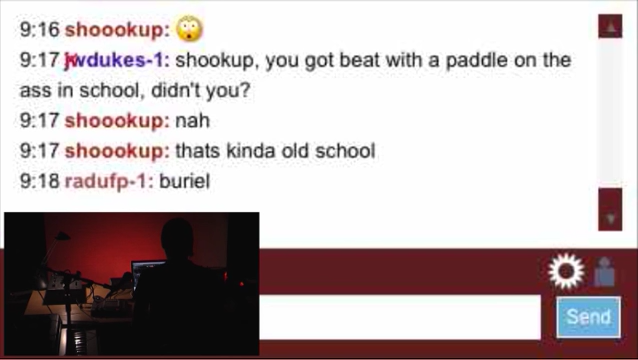 9:16 shoookup:
9:17 jwdukes-1: shookup, you got beat with a paddle on the
ass in school, didn't you?
9:17 shoookup: nah
9:17 shoookup: thats kinda old school
9:18 radufp-1: buriel
Send